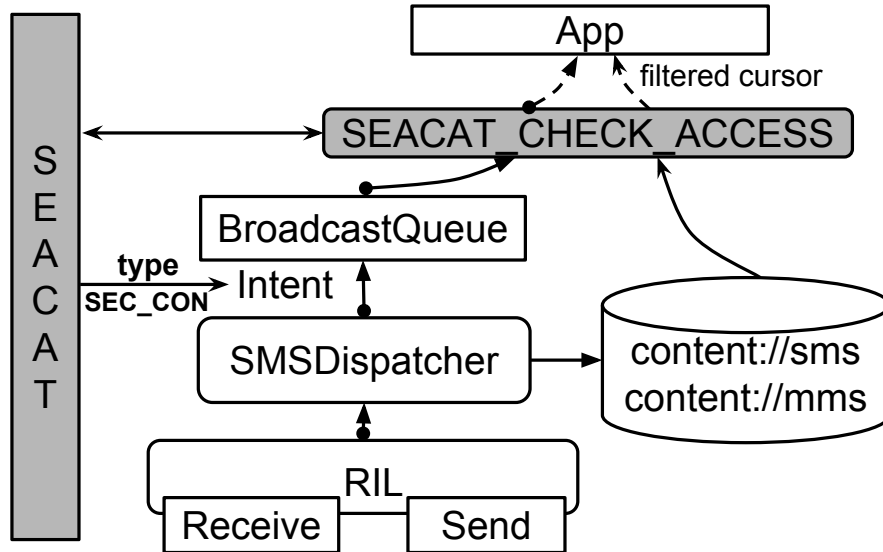 App
filtered cursor
SEACAT_CHECK_ACCESS
S
E
A
C
A
T
BroadcastQueue
type
SEC_CON
Intent
SMSDispatcher
content://sms
content://mms
RIL
Receive
Send